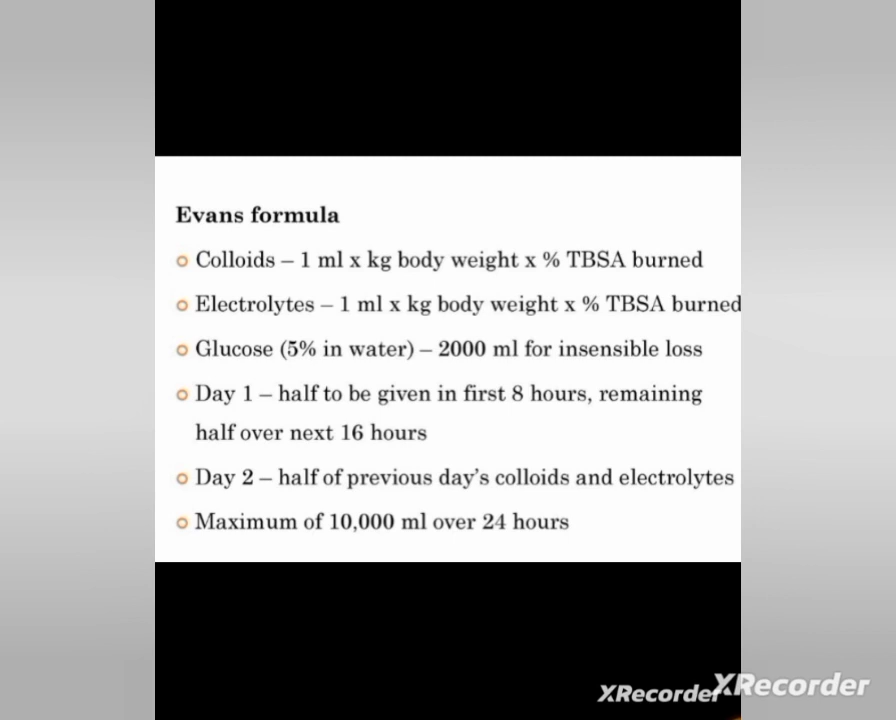 Evans formula
Colloids – 1 ml x kg body weight x % TBSA burned
Electrolytes – 1 ml x kg body weight x % TBSA burned
Glucose (5% in water) – 2000 ml for insensible loss
Day 1 – half to be given in first 8 hours, remaining
half over next 16 hours
Day 2 – half of previous day's colloids and electrolytes
Maximum of 10,000 ml over 24 hours
XRecorder
XRecorder